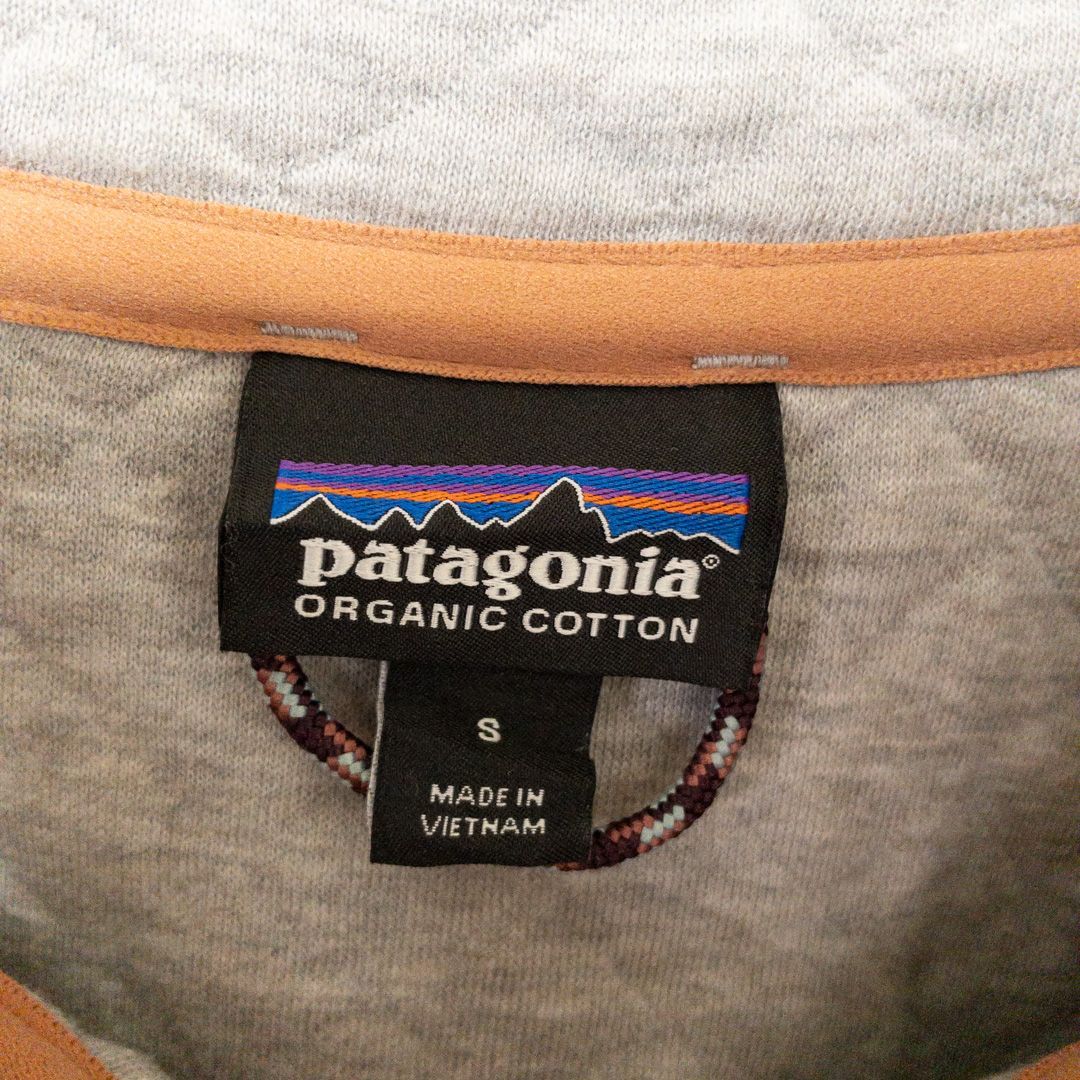 patagonia®
ORGANIC COTTON
S
MADE IN
VIETNAM